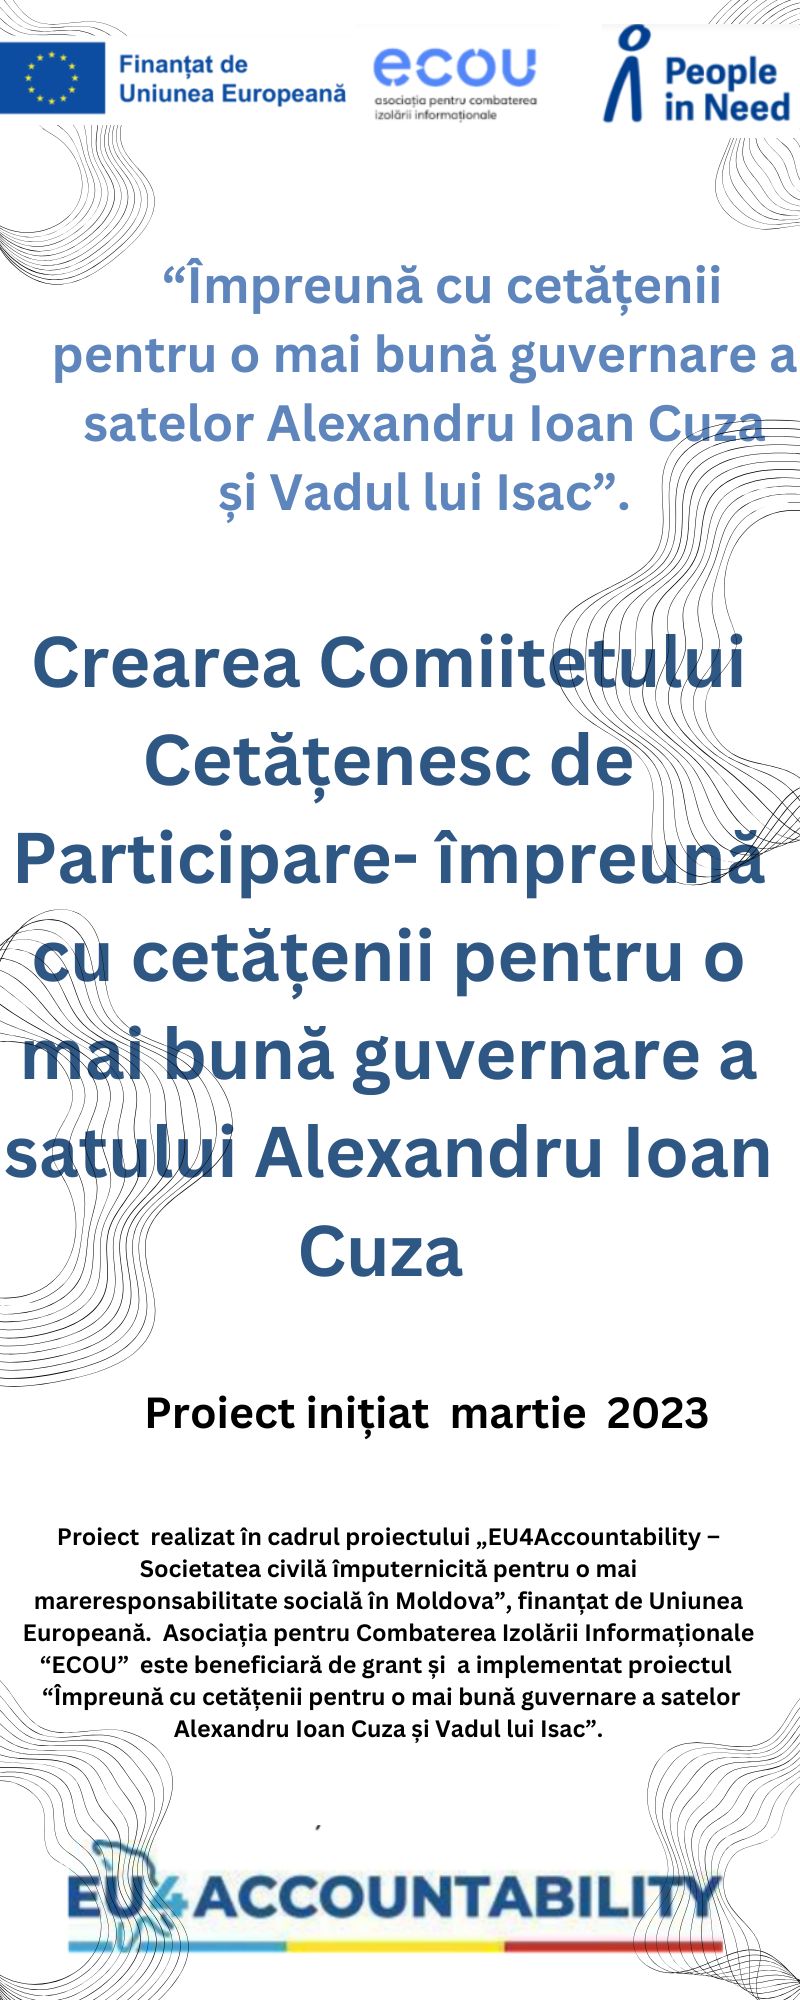 Finanțat de
Uniunea Europeană
ecou
asociația pentru combaterea
izolării informaționale
People
in Need
“Împreună cu cetățenii
pentru o mai bună guvernare a
satelor Alexandru Ioan Cuza
și Vadul lui Isac”.
Crearea Comiitetului
Cetățenesc de
Participare- împreună
cu cetățenii pentru o
mai bună guvernare a
satului Alexandru Ioan
Cuza
Proiect inițiat martie 2023
Proiect realizat în cadrul proiectului „EU4Accountability –
Societatea civilă împuternicită pentru o mai
mareresponsabilitate socială în Moldova”, finanțat de Uniunea
Europeană. Asociația pentru Combaterea Izolării Informaționale
“ECOU” este beneficiară de grant și a implementat proiectul
“Împreună cu cetățenii pentru o mai bună guvernare a satelor
Alexandru Ioan Cuza și Vadul lui Isac”.
EU4ACCOUNTABILITY